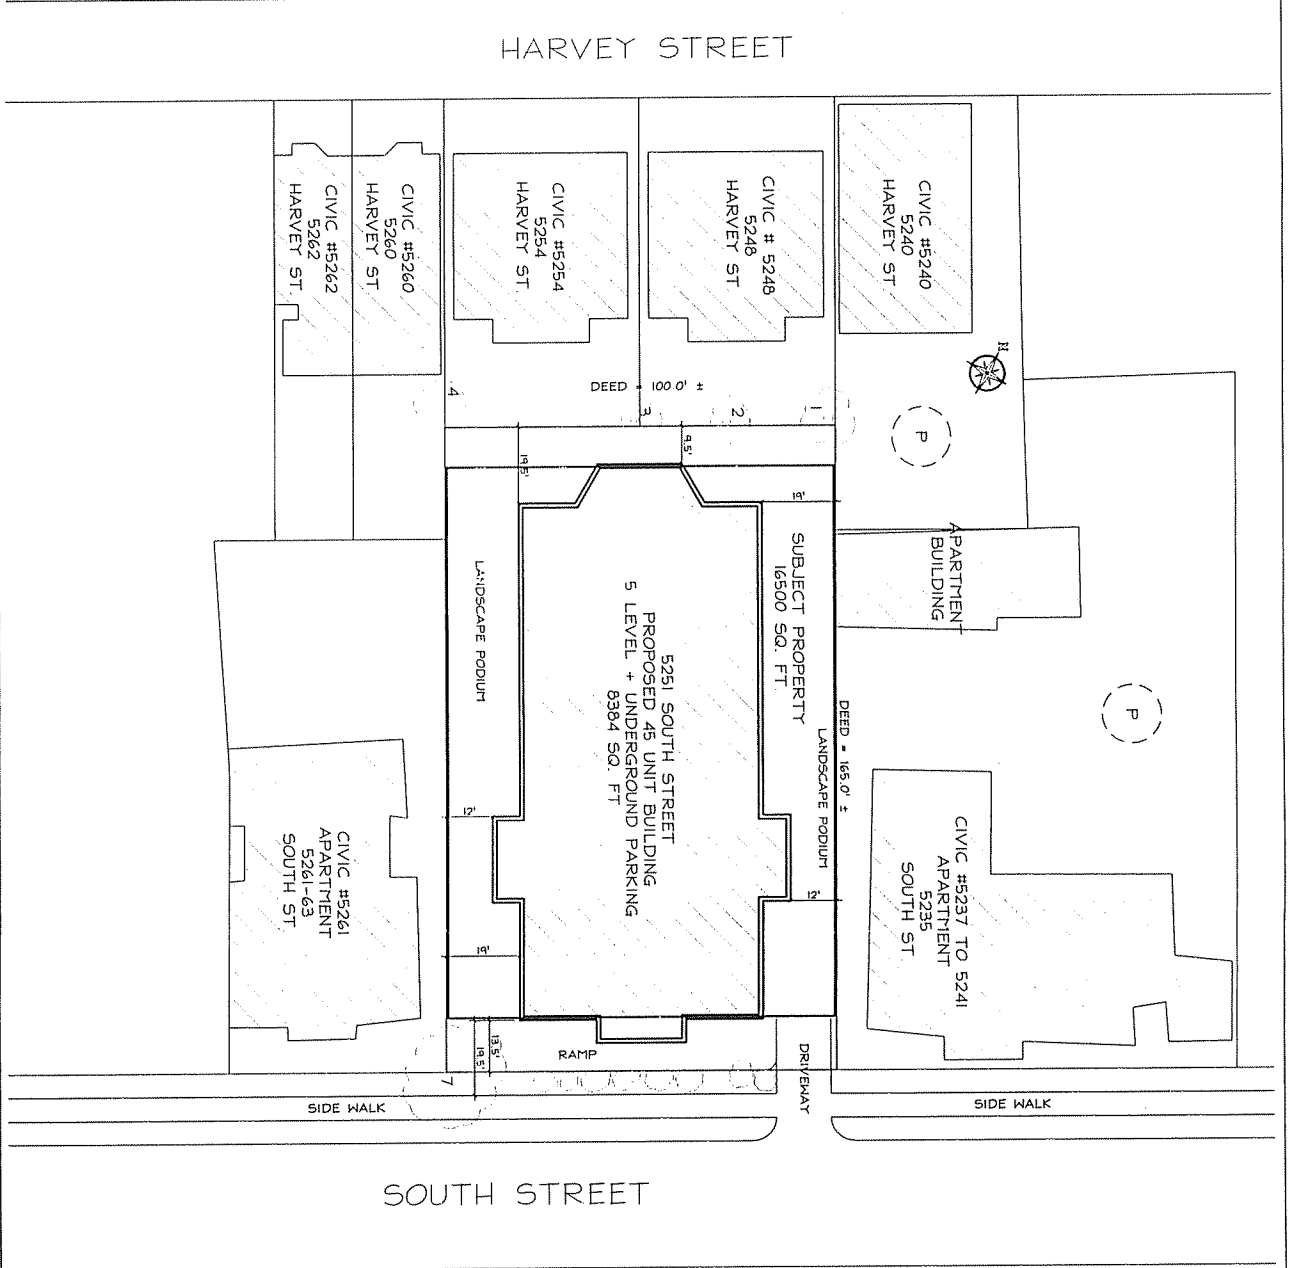 HARVEY STREET
CIVIC #5262
5262
HARVEY ST.
CIVIC #5260
5260
HARVEY ST
CIVIC #5254
5254
HARVEY ST
CIVIC # 5248
5248
HARVEY ST
CIVIC #5240
5240
HARVEY ST.
N
DEED = 100.0' ±
4
3
2
1
P
9.5'
19.5'
19'
APARTMENT
BUILDING
SUBJECT PROPERTY
16500 SQ. FT.
LANDSCAPE PODIUM
5251 SOUTH STREET
PROPOSED 45 UNIT BUILDING
5 LEVEL + UNDERGROUND PARKING
8384 SQ. FT
LANDSCAPE PODIUM
DEED = 165.0' ±
P
12'
12'
19'
CIVIC #5261
APARTMENT
5261-63
SOUTH ST
CIVIC #5237 TO 5241
APARTMENT
5235
SOUTH ST.
13.5'
19.5'
RAMP
DRIVEWAY
7
SIDE WALK
SIDE WALK
SOUTH STREET